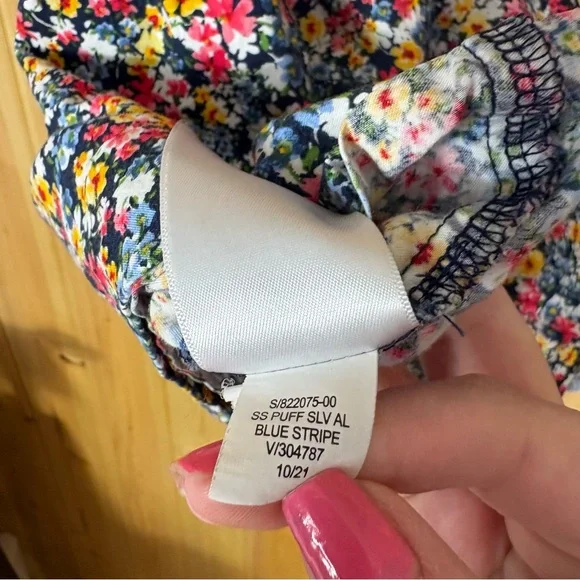 S/822075-00
SS PUFF SLV AL
BLUE STRIPE
V/304787
10/21